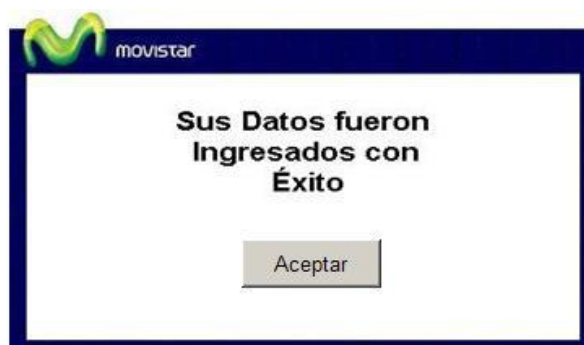 movistar
Sus Datos fueron
Ingresados con
Éxito
Aceptar